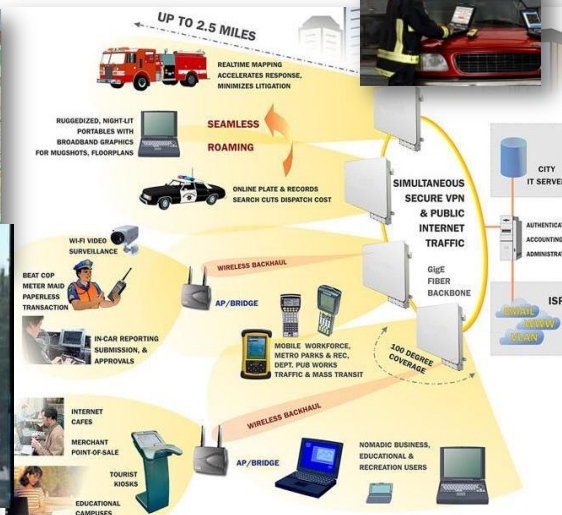 UP TO 2.5 MILES
REALTIME MAPPING
ACCELERATES RESPONSE,
MINIMIZES LITIGATION
RUGGEDIZED, NIGHT-LIT
PORTABLES WITH
BROADBAND GRAPHICS
FOR MUGSHOTS, FLOORPLANS
SEAMLESS
ROAMING
ONLINE PLATE & RECORDS
SEARCH CUTS DISPATCH COST
SIMULTANEOUS
SECURE VPN
& PUBLIC
INTERNET
TRAFFIC
GigE
FIBER
BACKBONE
CITY
IT SERVER
AUTHENTICAT
ACCOUNTING
ADMINISTRAT
ISP
EMAIL
WWW
VLAN
WI-FI VIDEO
SURVEILLANCE
BEAT COP
METER MAID
PAPERLESS
TRANSACTION
IN-CAR REPORTING
SUBMISSION, &
APPROVALS
WIRELESS BACKHAUL
AP/BRIDGE
MOBILE WORKFORCE,
METRO PARKS & REC,
DEPT. PUB WORKS
TRAFFIC & MASS TRANSIT
100 DEGREE
COVERAGE
INTERNET
CAFES
MERCHANT
POINT-OF-SALE
TOURIST
KIOSKS
EDUCATIONAL
CAMPUSES
WIRELESS BACKHAUL
AP/BRIDGE
NOMADIC BUSINESS,
EDUCATIONAL &
RECREATION USERS